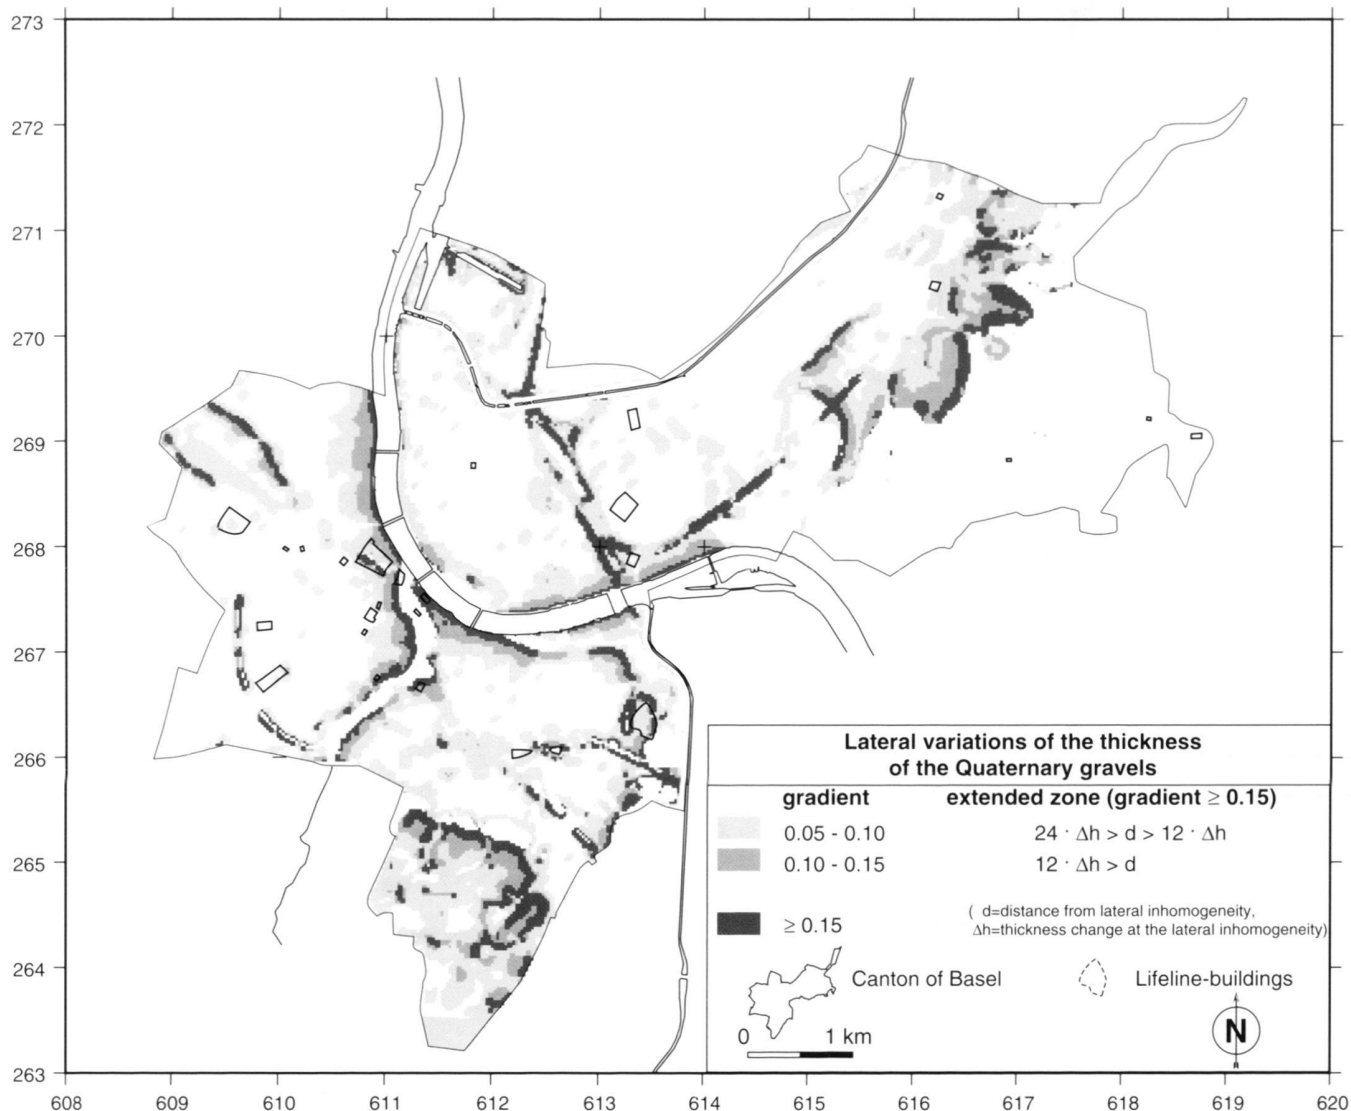 273
272
271
270
269
268
267
266
265
264
263
608 609 610 611 612 613 614 615 616 617 618 619 620
Lateral variations of the thickness
of the Quaternary gravels
gradient extended zone (gradient ≥ 0.15)
0.05 - 0.10 24 · Δh > d > 12 · Δh
0.10 - 0.15 12 · Δh > d
≥ 0.15
( d=distance from lateral inhomogeneity,
Δh=thickness change at the lateral inhomogeneity)
Canton of Basel Lifeline-buildings
0 1 km
N